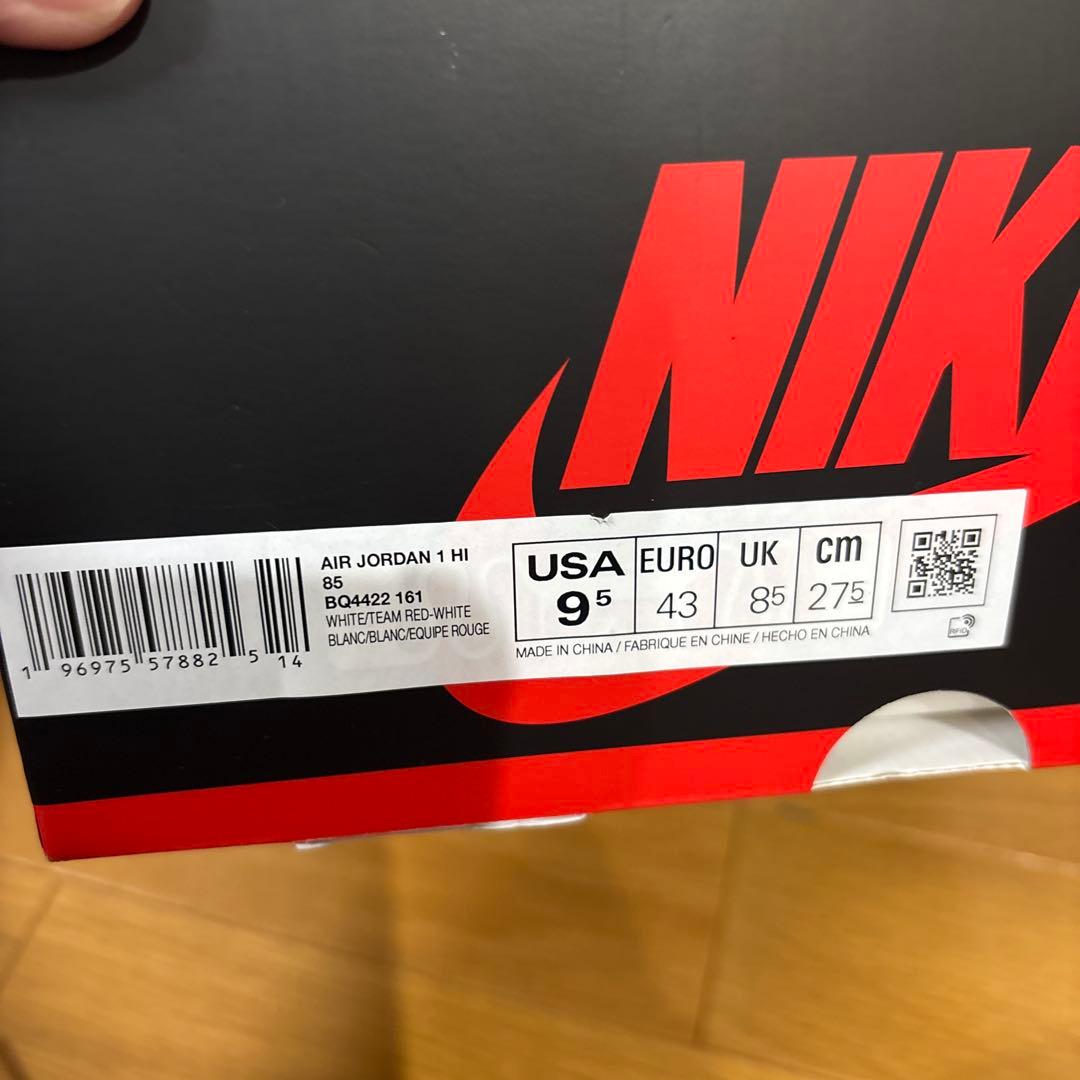 NIK
AIR JORDAN 1 HI
85
BQ4422 161
WHITE/TEAM RED-WHITE
BLANC/BLANC/EQUIPE ROUGE
1 96975 57882 5 14
USA EURO UK cm
9⁵ 43 8⁵ 27⁵
MADE IN CHINA / FABRIQUE EN CHINE / HECHO EN CHINA
RFID